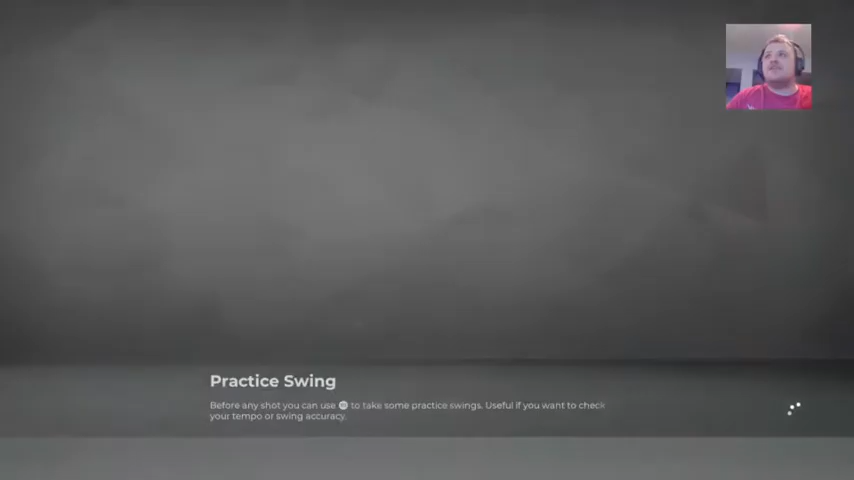 Practice Swing
Before any shot you can use to take some practice swings. Useful if you want to check
your tempo or swing accuracy.